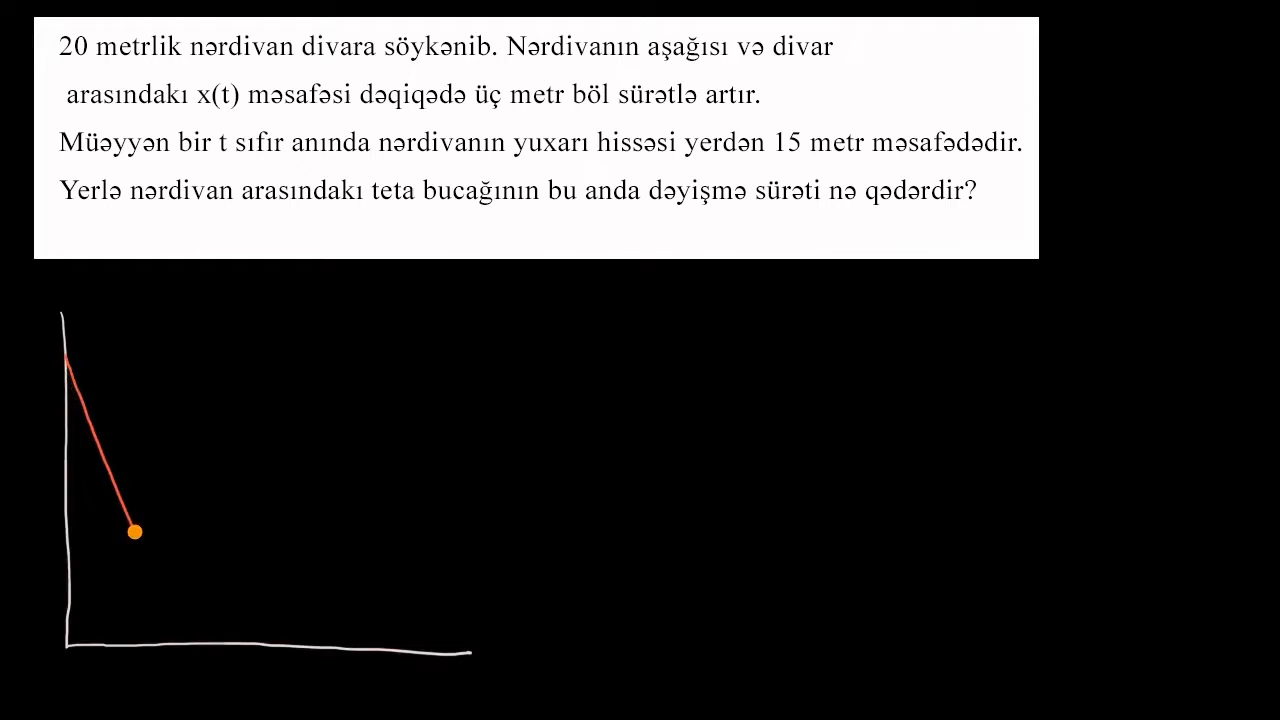 20 metrlik nərdivan divara söykənib. Nərdivanın aşağısı və divar
arasındakı x(t) məsafəsi dəqiqədə üç metr böl sürətlə artır.
Müəyyən bir t sıfır anında nərdivanın yuxarı hissəsi yerdən 15 metr məsafədədir.
Yerlə nərdivan arasındakı teta bucağının bu anda dəyişmə sürəti nə qədərdir?